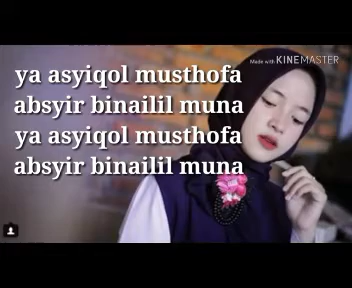 Made with KINEMASTER
ya asyiqol musthofa
absyir binailil muna
ya asyiqol musthofa
absyir binailil muna